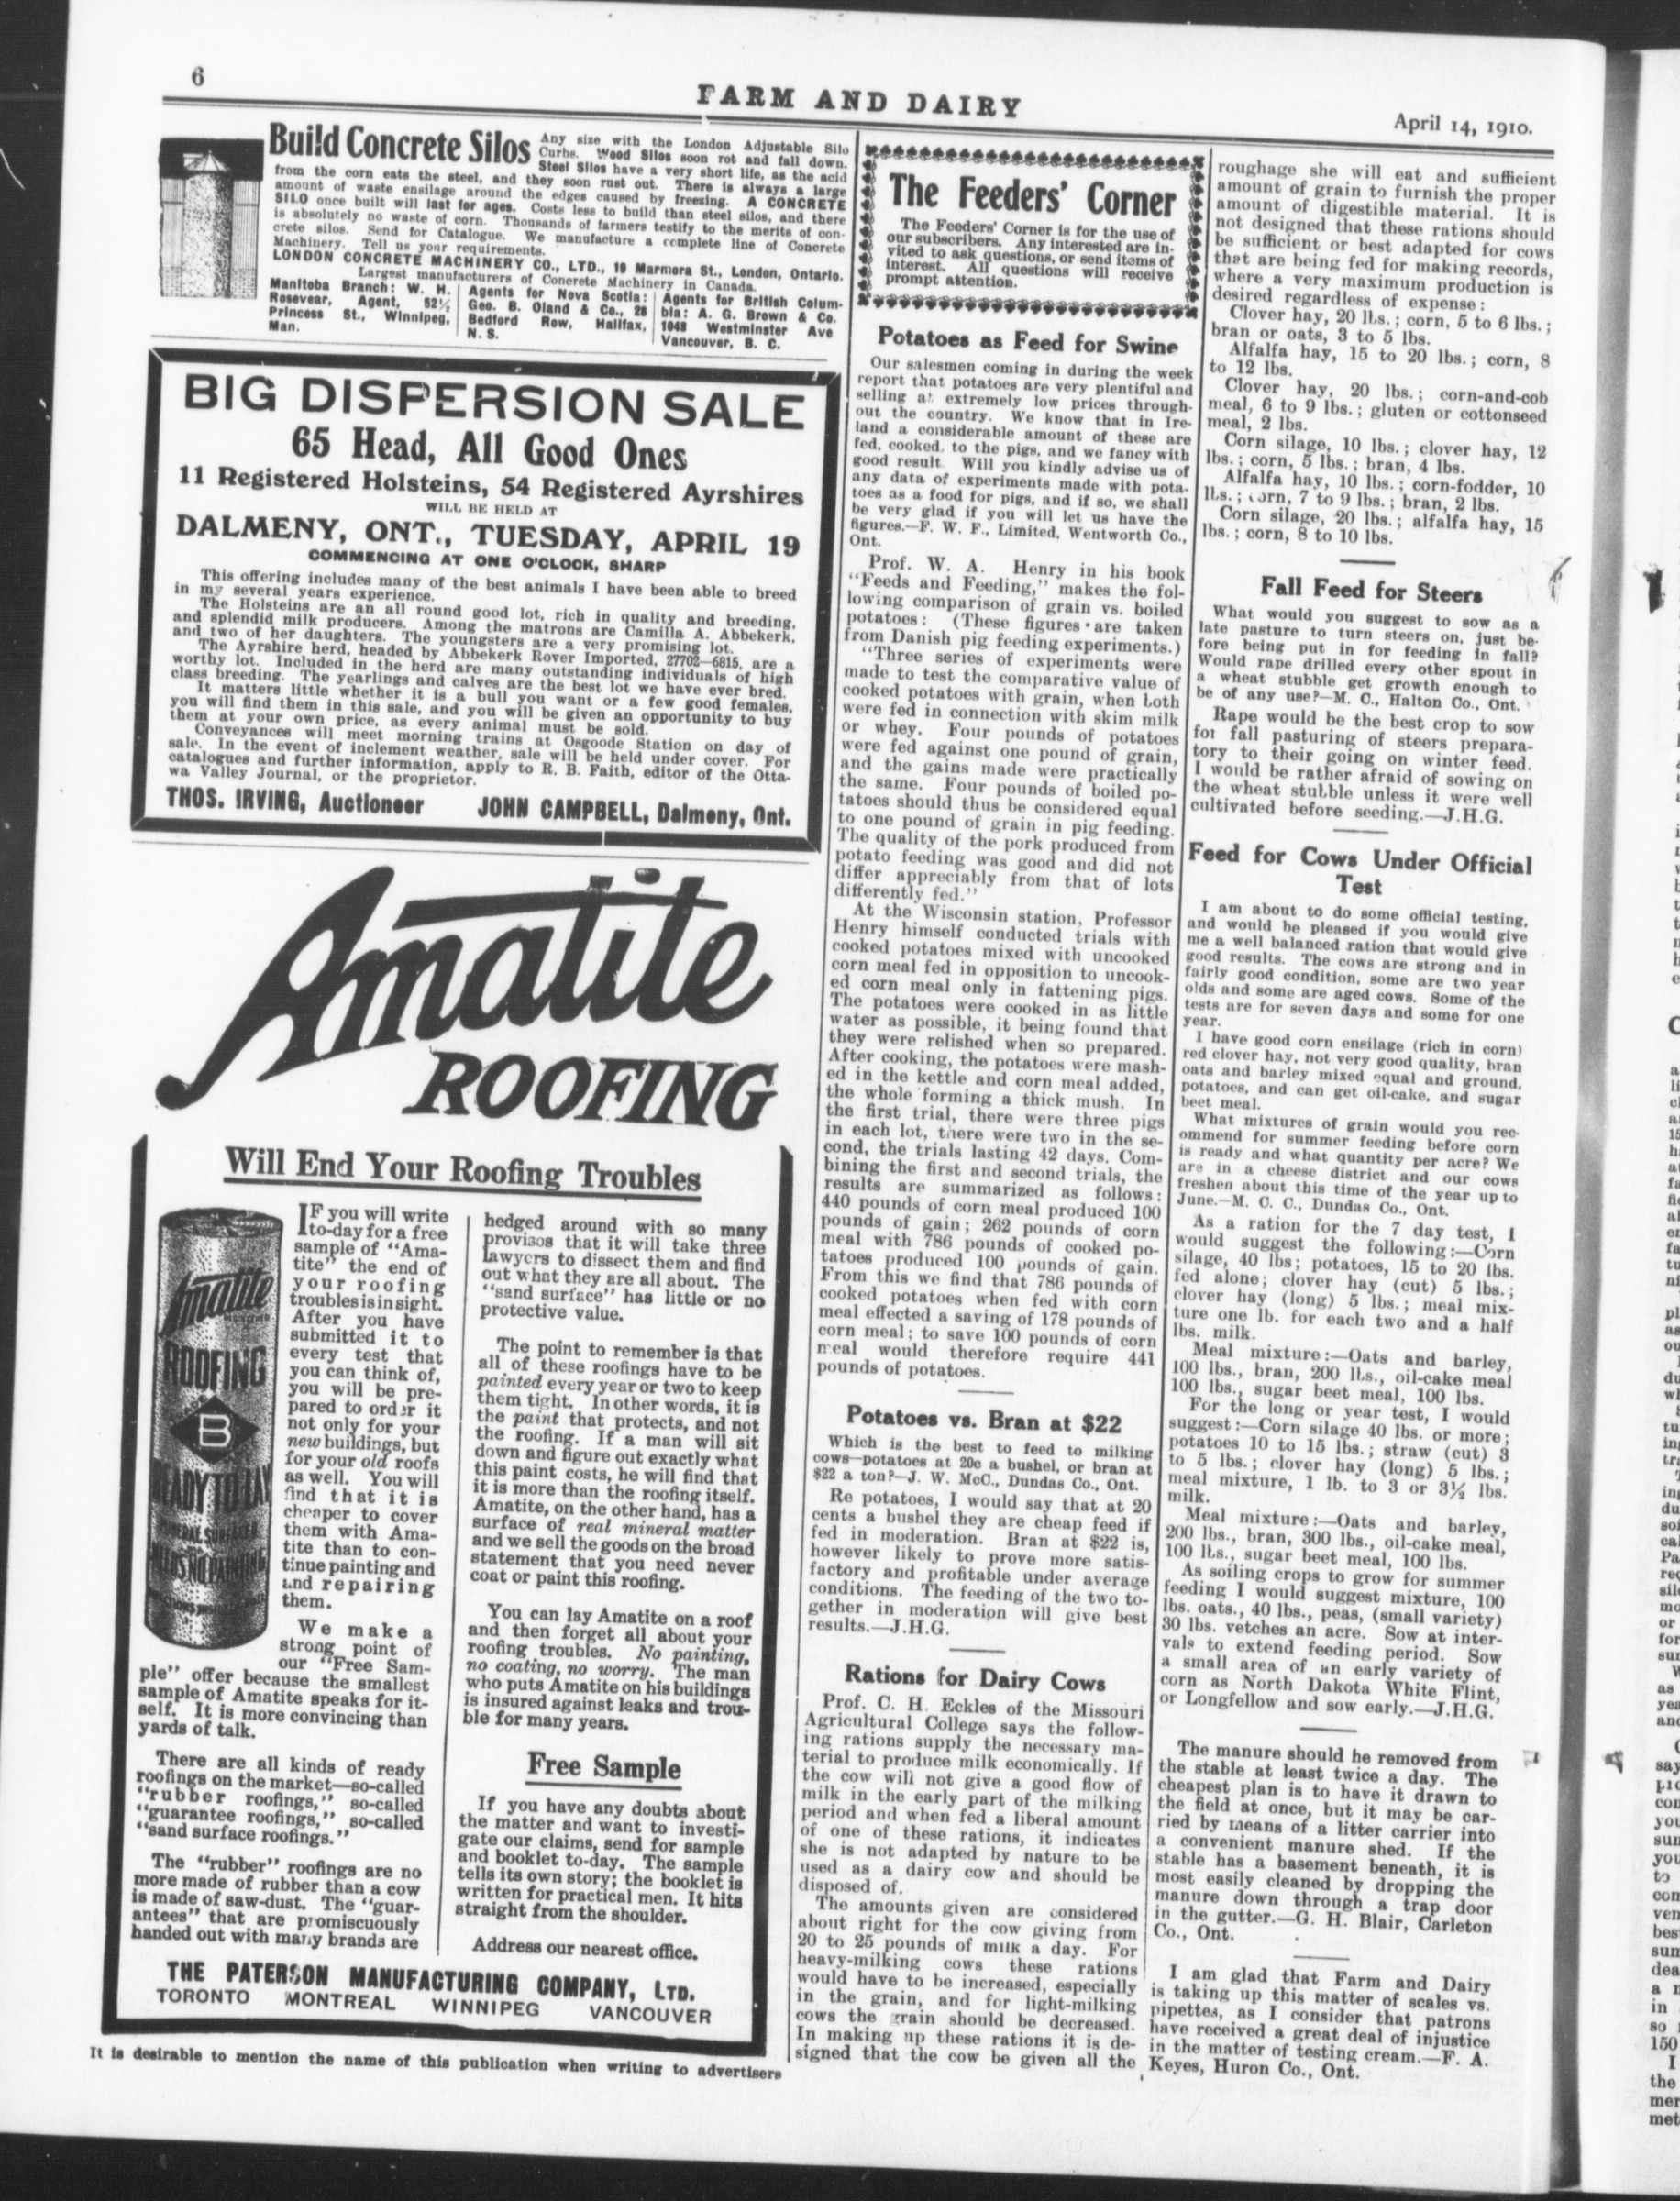 6
FARM AND DAIRY
April 14, 1910.
Build Concrete Silos
Any size with the London Adjustable Silo
Curbs. Wood Silos soon rot and fall down.
Steel Silos have a very short life, as the acid
from the corn eats the steel, and they soon rust out. There is always a large
amount of waste ensilage around the edges caused by freezing. A CONCRETE
SILO once built will last for ages. Costs less to build than steel silos, and there
is absolutely no waste of corn. Thousands of farmers testify to the merits of con-
crete silos. Send for Catalogue. We manufacture a complete line of Concrete
Machinery. Tell us your requirements.
LONDON CONCRETE MACHINERY CO., LTD., 19 Marmora St., London, Ontario.
Largest manufacturers of Concrete Machinery in Canada.
Manitoba Branch: W. H.
Rosevear, Agent, 52½
Princess St., Winnipeg,
Man.
Agents for Nova Scotia:
Geo. B. Oland & Co., 28
Bedford Row, Halifax,
N. S.
Agents for British Colum-
bia: A. G. Brown & Co.
1048 Westminster Ave
Vancouver, B. C.
BIG DISPERSION SALE
65 Head, All Good Ones
11 Registered Holsteins, 54 Registered Ayrshires
WILL BE HELD AT
DALMENY, ONT., TUESDAY, APRIL 19
COMMENCING AT ONE O'CLOCK, SHARP
This offering includes many of the best animals I have been able to breed
in my several years experience.
The Holsteins are an all round good lot, rich in quality and breeding,
and splendid milk producers. Among the matrons are Camilla A. Abbekerk,
and two of her daughters. The youngsters are a very promising lot.
The Ayrshire herd, headed by Abbekerk Rover Imported, 27702—6815, are a
worthy lot. Included in the herd are many outstanding individuals of high
class breeding. The yearlings and calves are the best lot we have ever bred.
It matters little whether it is a bull you want or a few good females,
you will find them in this sale, and you will be given an opportunity to buy
them at your own price, as every animal must be sold.
Conveyances will meet morning trains at Osgoode Station on day of
sale. In the event of inclement weather, sale will be held under cover. For
catalogues and further information, apply to R. B. Faith, editor of the Otta-
wa Valley Journal, or the proprietor.
THOS. IRVING, Auctioneer JOHN CAMPBELL, Dalmeny, Ont.
Amatite
ROOFING
Will End Your Roofing Troubles
Amatite
ROOFING
B
READY TO LAY
MINERAL SURFACED
NEEDS NO PAINTING
IF you will write
to-day for a free
sample of "Ama-
tite" the end of
your roofing
troubles is in sight.
After you have
submitted it to
every test that
you can think of,
you will be pre-
pared to order it
not only for your
new buildings, but
for your old roofs
as well. You will
find that it is
cheaper to cover
them with Ama-
tite than to con-
tinue painting and
and repairing
them.
We make a
strong point of
our "Free Sam-
ple" offer because the smallest
sample of Amatite speaks for it-
self. It is more convincing than
yards of talk.
There are all kinds of ready
roofings on the market—so-called
"rubber roofings," so-called
"guarantee roofings," so-called
"sand surface roofings."
The "rubber" roofings are no
more made of rubber than a cow
is made of saw-dust. The "guar-
antees" that are promiscuously
handed out with many brands are
hedged around with so many
provisos that it will take three
lawyers to dissect them and find
out what they are all about. The
"sand surface" has little or no
protective value.
The point to remember is that
all of these roofings have to be
painted every year or two to keep
them tight. In other words, it is
the paint that protects, and not
the roofing. If a man will sit
down and figure out exactly what
this paint costs, he will find that
it is more than the roofing itself.
Amatite, on the other hand, has a
surface of real mineral matter
and we sell the goods on the broad
statement that you need never
coat or paint this roofing.
You can lay Amatite on a roof
and then forget all about your
roofing troubles. No painting,
no coating, no worry. The man
who puts Amatite on his buildings
is insured against leaks and trou-
ble for many years.
Free Sample
If you have any doubts about
the matter and want to investi-
gate our claims, send for sample
and booklet to-day. The sample
tells its own story; the booklet is
written for practical men. It hits
straight from the shoulder.
Address our nearest office.
THE PATERSON MANUFACTURING COMPANY, LTD.
TORONTO MONTREAL WINNIPEG VANCOUVER
It is desirable to mention the name of this publication when writing to advertisers
The Feeders' Corner
The Feeders' Corner is for the use of
our subscribers. Any interested are in-
vited to ask questions, or send items of
interest. All questions will receive
prompt attention.
Potatoes as Feed for Swine
Our salesmen coming in during the week
report that potatoes are very plentiful and
selling at extremely low prices through-
out the country. We know that in Ire-
land a considerable amount of these are
fed, cooked, to the pigs, and we fancy with
good result. Will you kindly advise us of
any data of experiments made with pota-
toes as a food for pigs, and if so, we shall
be very glad if you will let us have the
figures.—F. W. F., Limited, Wentworth Co.,
Ont.
Prof. W. A. Henry in his book
"Feeds and Feeding," makes the fol-
lowing comparison of grain vs. boiled
potatoes: (These figures are taken
from Danish pig feeding experiments.)
"Three series of experiments were
made to test the comparative value of
cooked potatoes with grain, when both
were fed in connection with skim milk
or whey. Four pounds of potatoes
were fed against one pound of grain,
and the gains made were practically
the same. Four pounds of boiled po-
tatoes should thus be considered equal
to one pound of grain in pig feeding.
The quality of the pork produced from
potato feeding was good and did not
differ appreciably from that of lots
differently fed."
At the Wisconsin station, Professor
Henry himself conducted trials with
cooked potatoes mixed with uncooked
corn meal fed in opposition to uncook-
ed corn meal only in fattening pigs.
The potatoes were cooked in as little
water as possible, it being found that
they were relished when so prepared.
After cooking, the potatoes were mash-
ed in the kettle and corn meal added,
the whole forming a thick mush. In
the first trial, there were three pigs
in each lot, there were two in the se-
cond, the trials lasting 42 days. Com-
bining the first and second trials, the
results are summarized as follows:
440 pounds of corn meal produced 100
pounds of gain; 262 pounds of corn
meal with 786 pounds of cooked po-
tatoes produced 100 pounds of gain.
From this we find that 786 pounds of
cooked potatoes when fed with corn
meal effected a saving of 178 pounds of
corn meal; to save 100 pounds of corn
meal would therefore require 441
pounds of potatoes.
Potatoes vs. Bran at $22
Which is the best to feed to milking
cows—potatoes at 20c a bushel, or bran at
$22 a ton?—J. W. McC., Dundas Co., Ont.
Re potatoes, I would say that at 20
cents a bushel they are cheap feed if
fed in moderation. Bran at $22 is,
however likely to prove more satis-
factory and profitable under average
conditions. The feeding of the two to-
gether in moderation will give best
results.—J.H.G.
Rations for Dairy Cows
Prof. C. H. Eckles of the Missouri
Agricultural College says the follow-
ing rations supply the necessary ma-
terial to produce milk economically. If
the cow will not give a good flow of
milk in the early part of the milking
period and when fed a liberal amount
of one of these rations, it indicates
she is not adapted by nature to be
used as a dairy cow and should be
disposed of.
The amounts given are considered
about right for the cow giving from
20 to 25 pounds of milk a day. For
heavy-milking cows these rations
would have to be increased, especially
in the grain, and for light-milking
cows the grain should be decreased.
In making up these rations it is de-
signed that the cow be given all the
roughage she will eat and sufficient
amount of grain to furnish the proper
amount of digestible material. It is
not designed that these rations should
be sufficient or best adapted for cows
that are being fed for making records,
where a very maximum production is
desired regardless of expense:
Clover hay, 20 lbs.; corn, 5 to 6 lbs.;
bran or oats, 3 to 5 lbs.
Alfalfa hay, 15 to 20 lbs.; corn, 8
to 12 lbs.
Clover hay, 20 lbs.; corn-and-cob
meal, 6 to 9 lbs.; gluten or cottonseed
meal, 2 lbs.
Corn silage, 10 lbs.; clover hay, 12
lbs.; corn, 5 lbs.; bran, 4 lbs.
Alfalfa hay, 10 lbs.; corn-fodder, 10
lbs.; corn, 7 to 9 lbs.; bran, 2 lbs.
Corn silage, 20 lbs.; alfalfa hay, 15
lbs.; corn, 8 to 10 lbs.
Fall Feed for Steers
What would you suggest to sow as a
late pasture to turn steers on, just be-
fore being put in for feeding in fall?
Would rape drilled every other spout in
a wheat stubble get growth enough to
be of any use?—M. C., Halton Co., Ont.
Rape would be the best crop to sow
for fall pasturing of steers prepara-
tory to their going on winter feed.
I would be rather afraid of sowing on
the wheat stubble unless it were well
cultivated before seeding.—J.H.G.
Feed for Cows Under Official
Test
I am about to do some official testing,
and would be pleased if you would give
me a well balanced ration that would give
good results. The cows are strong and in
fairly good condition, some are two year
olds and some are aged cows. Some of the
tests are for seven days and some for one
year.
I have good corn ensilage (rich in corn)
red clover hay, not very good quality, bran
oats and barley mixed equal and ground,
potatoes, and can get oil-cake, and sugar
beet meal.
What mixtures of grain would you rec-
ommend for summer feeding before corn
is ready and what quantity per acre? We
are in a cheese district and our cows
freshen about this time of the year up to
June.—M. C. C., Dundas Co., Ont.
As a ration for the 7 day test, I
would suggest the following:—Corn
silage, 40 lbs; potatoes, 15 to 20 lbs.
fed alone; clover hay (cut) 5 lbs.;
clover hay (long) 5 lbs.; meal mix-
ture one lb. for each two and a half
lbs. milk.
Meal mixture:—Oats and barley,
100 lbs., bran, 200 lbs., oil-cake meal
100 lbs., sugar beet meal, 100 lbs.
For the long or year test, I would
suggest:—Corn silage 40 lbs. or more;
potatoes 10 to 15 lbs.; straw (cut) 3
to 5 lbs.; clover hay (long) 5 lbs.;
meal mixture, 1 lb. to 3 or 3½ lbs.
milk.
Meal mixture:—Oats and barley,
200 lbs., bran, 300 lbs., oil-cake meal,
100 lbs., sugar beet meal, 100 lbs.
As soiling crops to grow for summer
feeding I would suggest mixture, 100
lbs. oats., 40 lbs., peas, (small variety)
30 lbs. vetches an acre. Sow at inter-
vals to extend feeding period. Sow
a small area of an early variety of
corn as North Dakota White Flint,
or Longfellow and sow early.—J.H.G.
The manure should be removed from
the stable at least twice a day. The
cheapest plan is to have it drawn to
the field at once, but it may be car-
ried by means of a litter carrier into
a convenient manure shed. If the
stable has a basement beneath, it is
most easily cleaned by dropping the
manure down through a trap door
in the gutter.—G. H. Blair, Carleton
Co., Ont.
I am glad that Farm and Dairy
is taking up this matter of scales vs.
pipettes, as I consider that patrons
have received a great deal of injustice
in the matter of testing cream.—F. A.
Keyes, Huron Co., Ont.